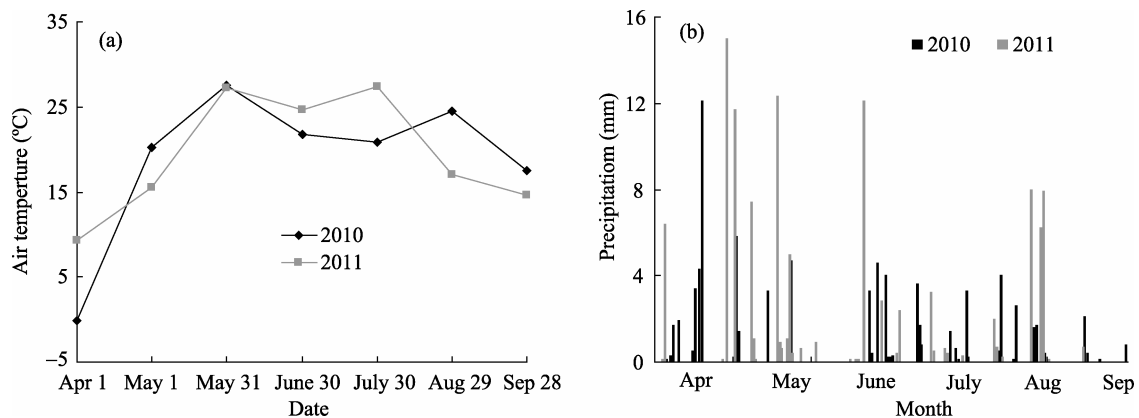 (a)
35
25
15
5
–5
Air temperture (ºC)
2010
2011
Apr 1 May 1 May 31 June 30 July 30 Aug 29 Sep 28
Date
(b)
2010 2011
16
12
8
4
0
Precipitatiom (mm)
Apr May June July Aug Sep
Month